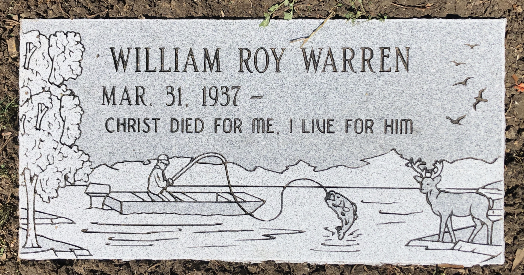 WILLIAM ROY WARREN
MAR. 31. 1937 –
CHRIST DIED FOR ME, I LIVE FOR HIM